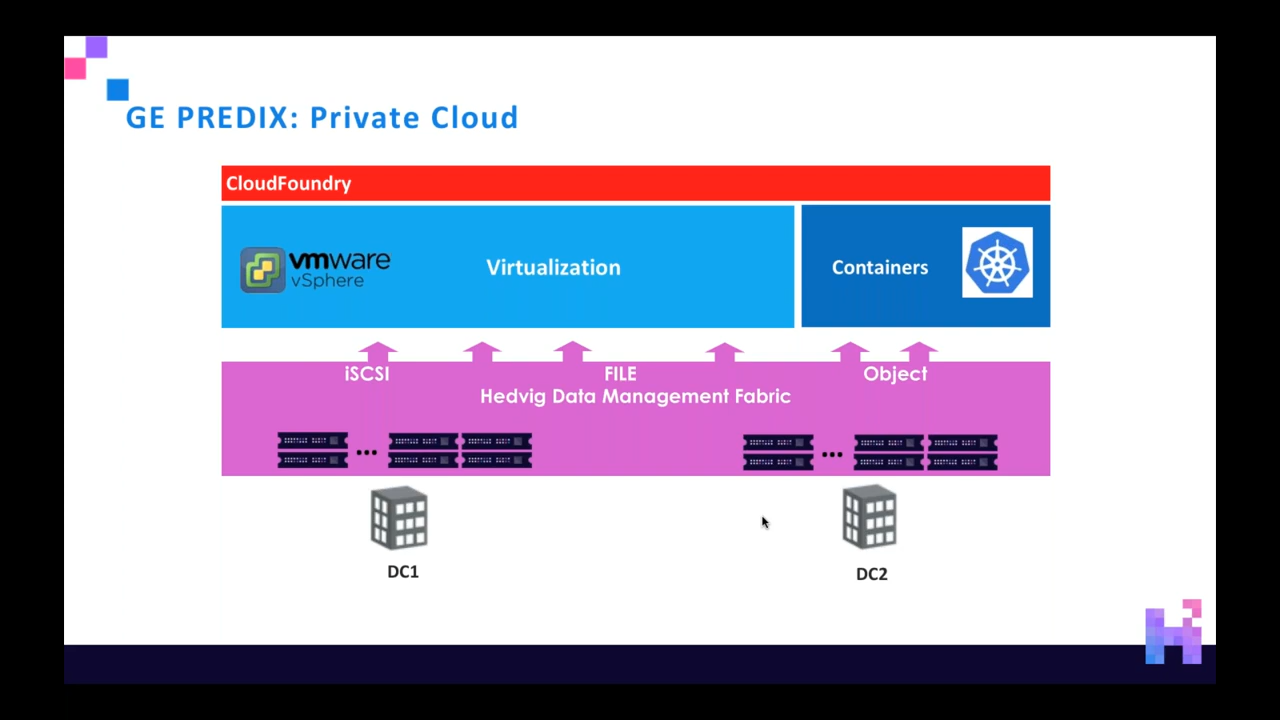 GE PREDIX: Private Cloud
CloudFoundry
vmware
vSphere
Virtualization
Containers
iSCSI
FILE
Object
Hedvig Data Management Fabric
...
...
DC1
DC2